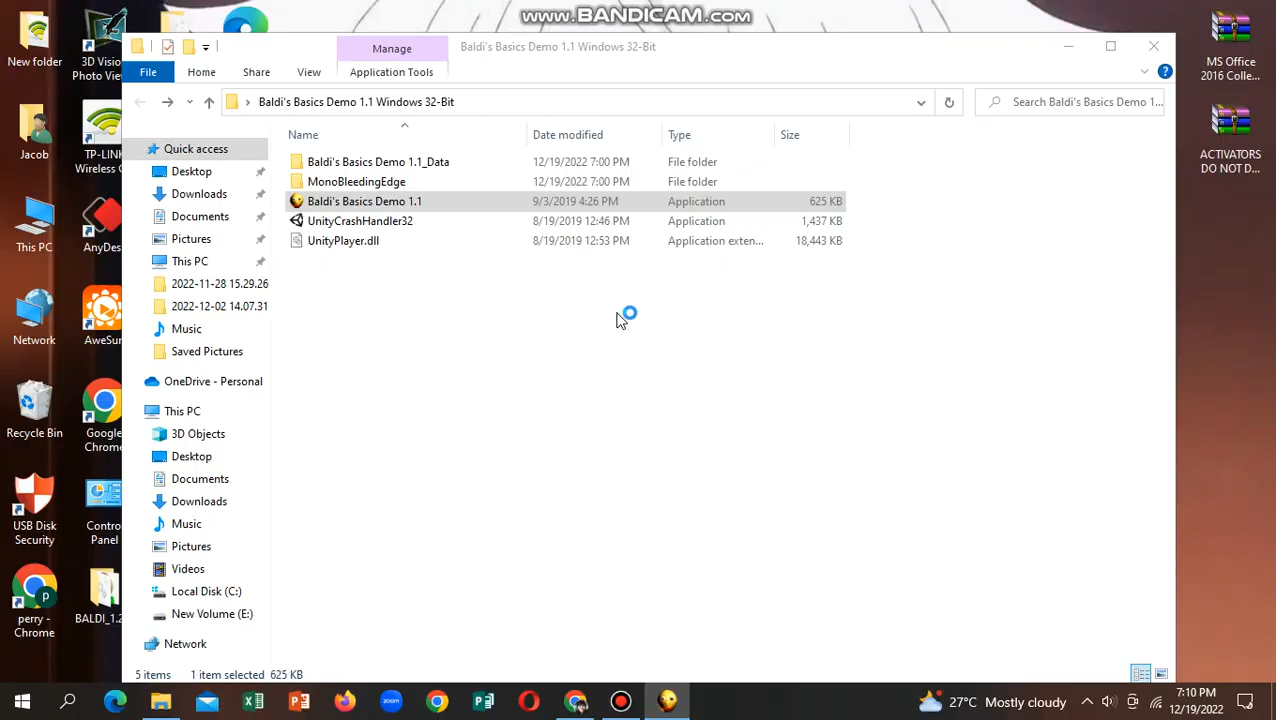 www.BANDICAM.com
New folder
3D Vision
Photo View
Jacob
TP-LINK
Wireless C
This PC
AnyDes
Network
AweSun
Recycle Bin
Google
Chrome
USB Disk
Security
Contro
Panel
perry -
Chrome
BALDI_1.2
Manage
Baldi's Basics Demo 1.1 Windows 32-Bit
File
Home
Share
View
Application Tools
Baldi's Basics Demo 1.1 Windows 32-Bit
Search Baldi's Basics Demo 1...
Quick access
Desktop
Downloads
Documents
Pictures
This PC
2022-11-28 15.29.26
2022-12-02 14.07.31
Music
Saved Pictures
OneDrive - Personal
This PC
3D Objects
Desktop
Documents
Downloads
Music
Pictures
Videos
Local Disk (C:)
New Volume (E:)
Network
Name Date modified Type Size
Baldi's Basics Demo 1.1_Data 12/19/2022 7:00 PM File folder
MonoBleedingEdge 12/19/2022 7:00 PM File folder
Baldi's Basics Demo 1.1 9/3/2019 4:26 PM Application 625 KB
UnityCrashHandler32 8/19/2019 12:46 PM Application 1,437 KB
UnityPlayer.dll 8/19/2019 12:53 PM Application exten... 18,443 KB
5 items 1 item selected 625 KB
MS Office
2016 Colle...
ACTIVATORS
DO NOT D...
zoom
27°C Mostly cloudy
7:10 PM
12/19/2022